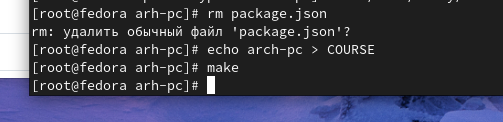 [root@fedora arh-pc]# rm package.json
rm: удалить обычный файл 'package.json'?
[root@fedora arh-pc]# echo arch-pc > COURSE
[root@fedora arh-pc]# make
[root@fedora arh-pc]#